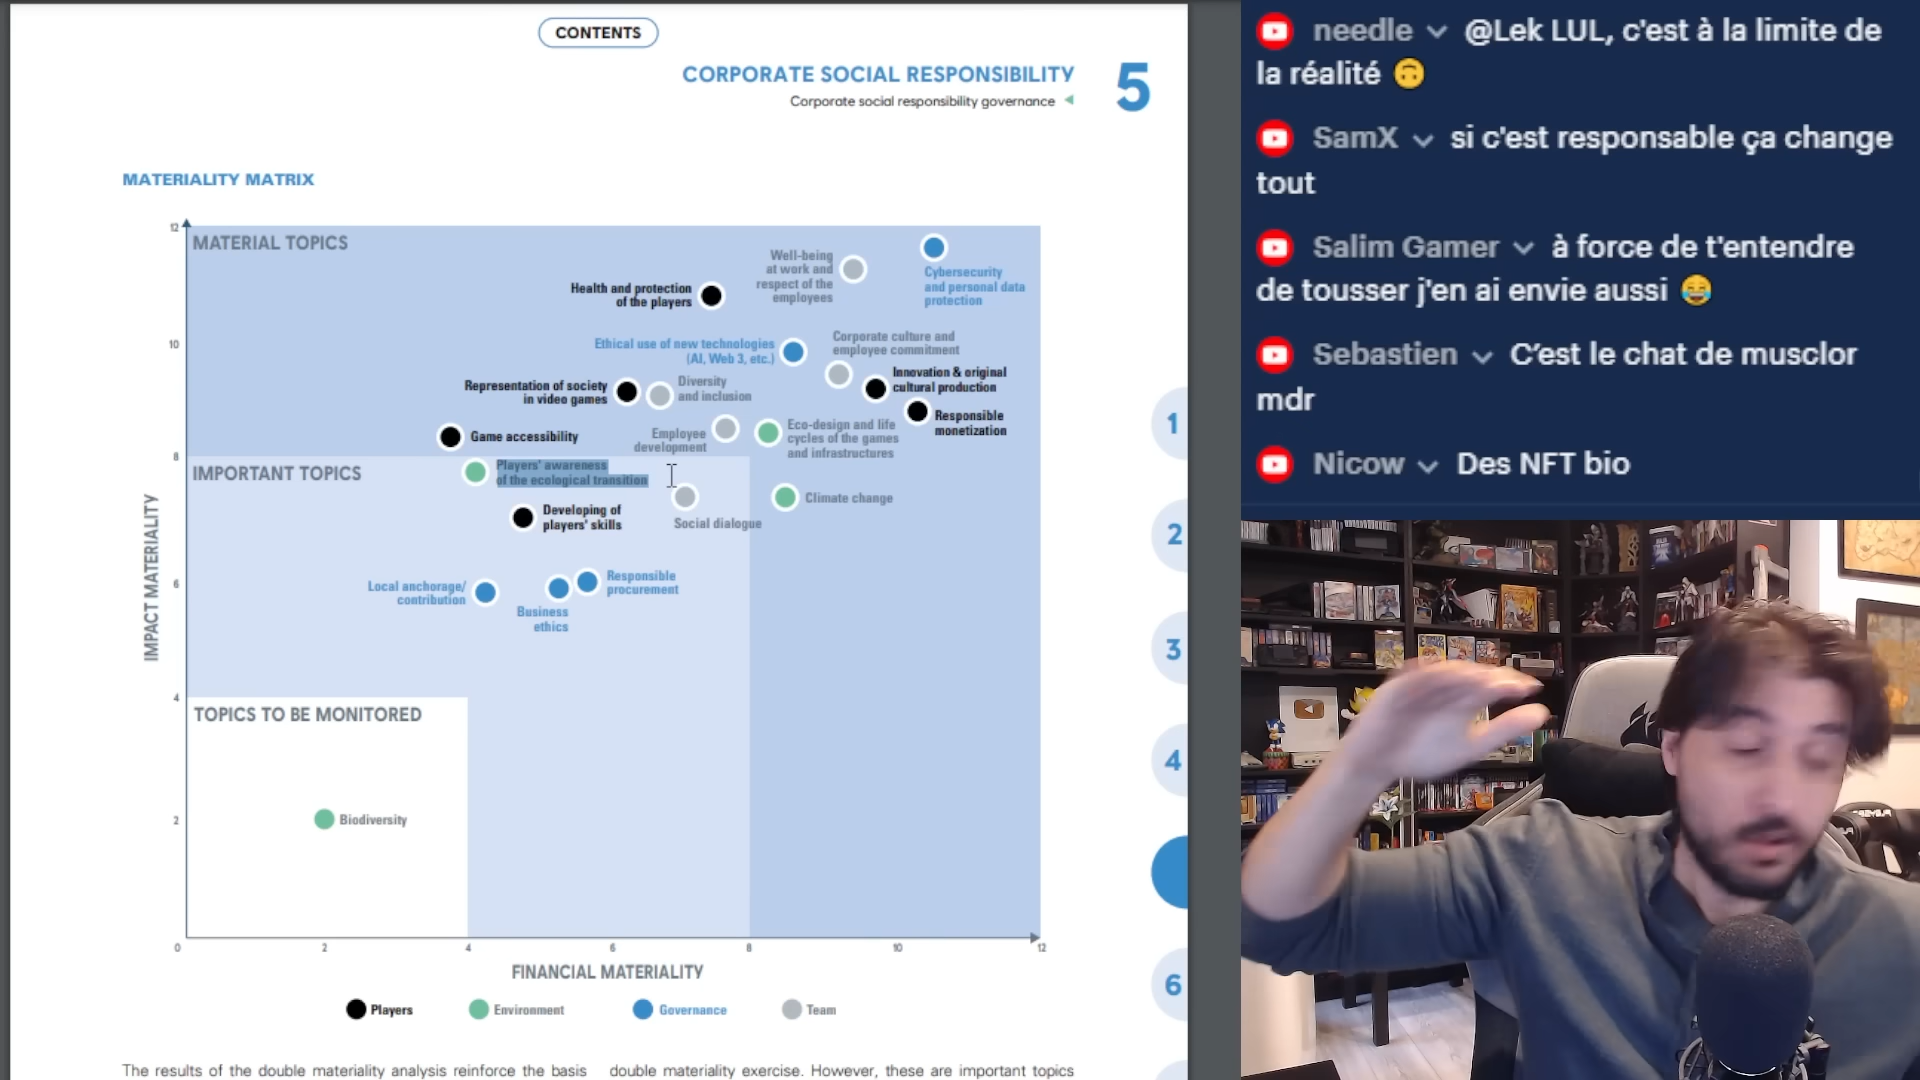 CONTENTS
CORPORATE SOCIAL RESPONSIBILITY
5
Corporate social responsibility governance
MATERIALITY MATRIX
12
MATERIAL TOPICS
Well-being
at work and
respect of the
employees
Cybersecurity
and personal data
protection
Health and protection
of the players
10
Ethical use of new technologies
(AI, Web 3, etc.)
Corporate culture and
employee commitment
Innovation & original
cultural production
Representation of society
in video games
Diversity
and inclusion
Responsible
monetization
Game accessibility
Employee
development
Eco-design and life
cycles of the games
and infrastructures
8
IMPORTANT TOPICS
Players' awareness
of the ecological transition
Climate change
Developing of
players' skills
Social dialogue
IMPACT MATERIALITY
6
Local anchorage/
contribution
Responsible
procurement
Business
ethics
4
TOPICS TO BE MONITORED
2
Biodiversity
0
2
4
6
8
10
12
FINANCIAL MATERIALITY
Players
Environment
Governance
Team
The results of the double materiality analysis reinforce the basis
double materiality exercise. However, these are important topics
1
2
3
4
6
needle @Lek LUL, c'est à la limite de
la réalité 🙃
SamX si c'est responsable ça change
tout
Salim Gamer à force de t'entendre
de tousser j'en ai envie aussi 😂
Sebastien C’est le chat de musclor
mdr
Nicow Des NFT bio